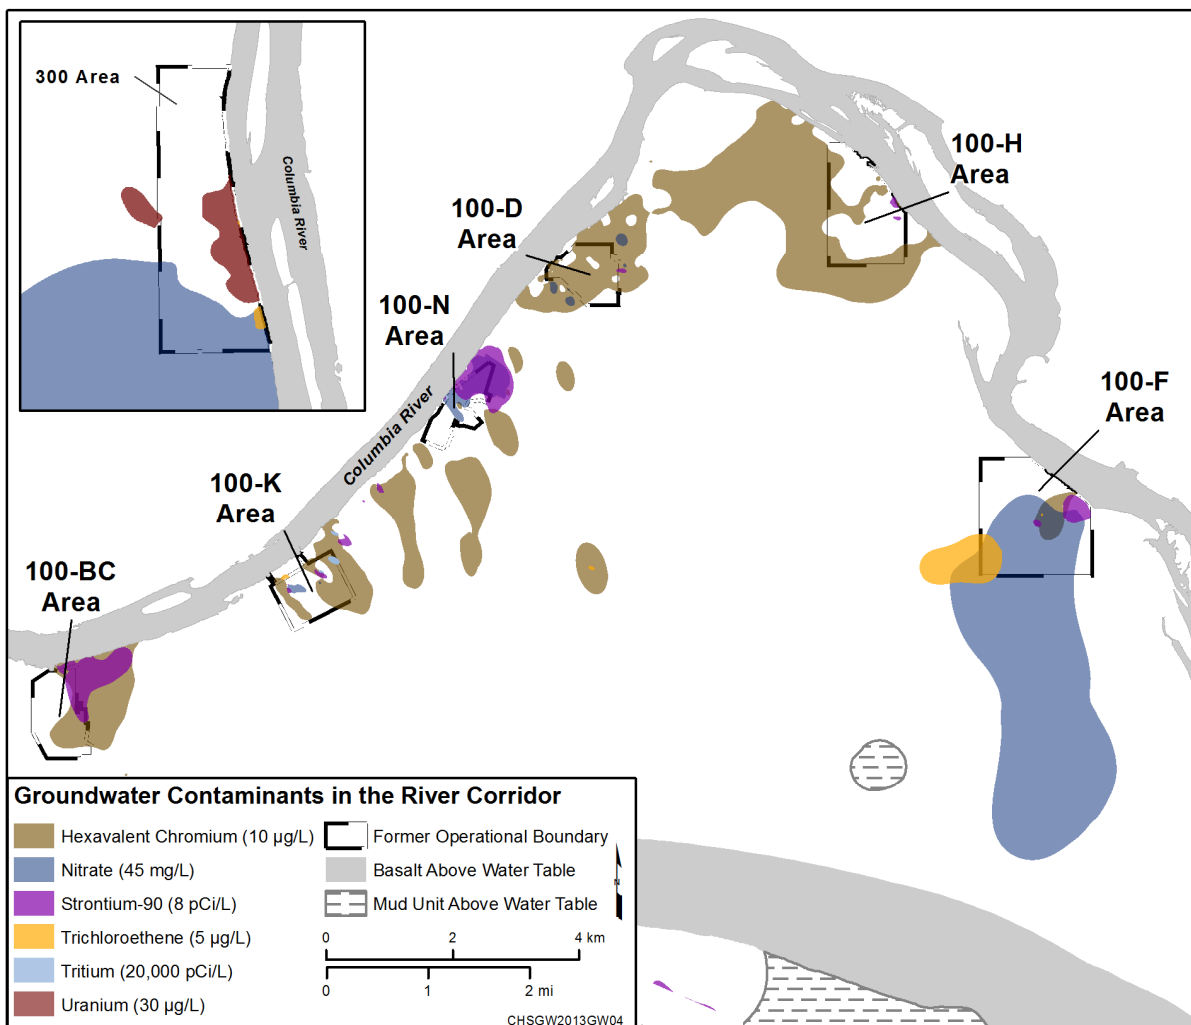 300 Area
Columbia River
100-H
Area
100-D
Area
100-N
Area
Columbia River
100-F
Area
100-K
Area
100-BC
Area
Groundwater Contaminants in the River Corridor
Hexavalent Chromium (10 µg/L)
Nitrate (45 mg/L)
Strontium-90 (8 pCi/L)
Trichloroethene (5 µg/L)
Tritium (20,000 pCi/L)
Uranium (30 µg/L)
Former Operational Boundary
Basalt Above Water Table
Mud Unit Above Water Table
N
0 2 4 km
0 1 2 mi
CHSGW2013GW04